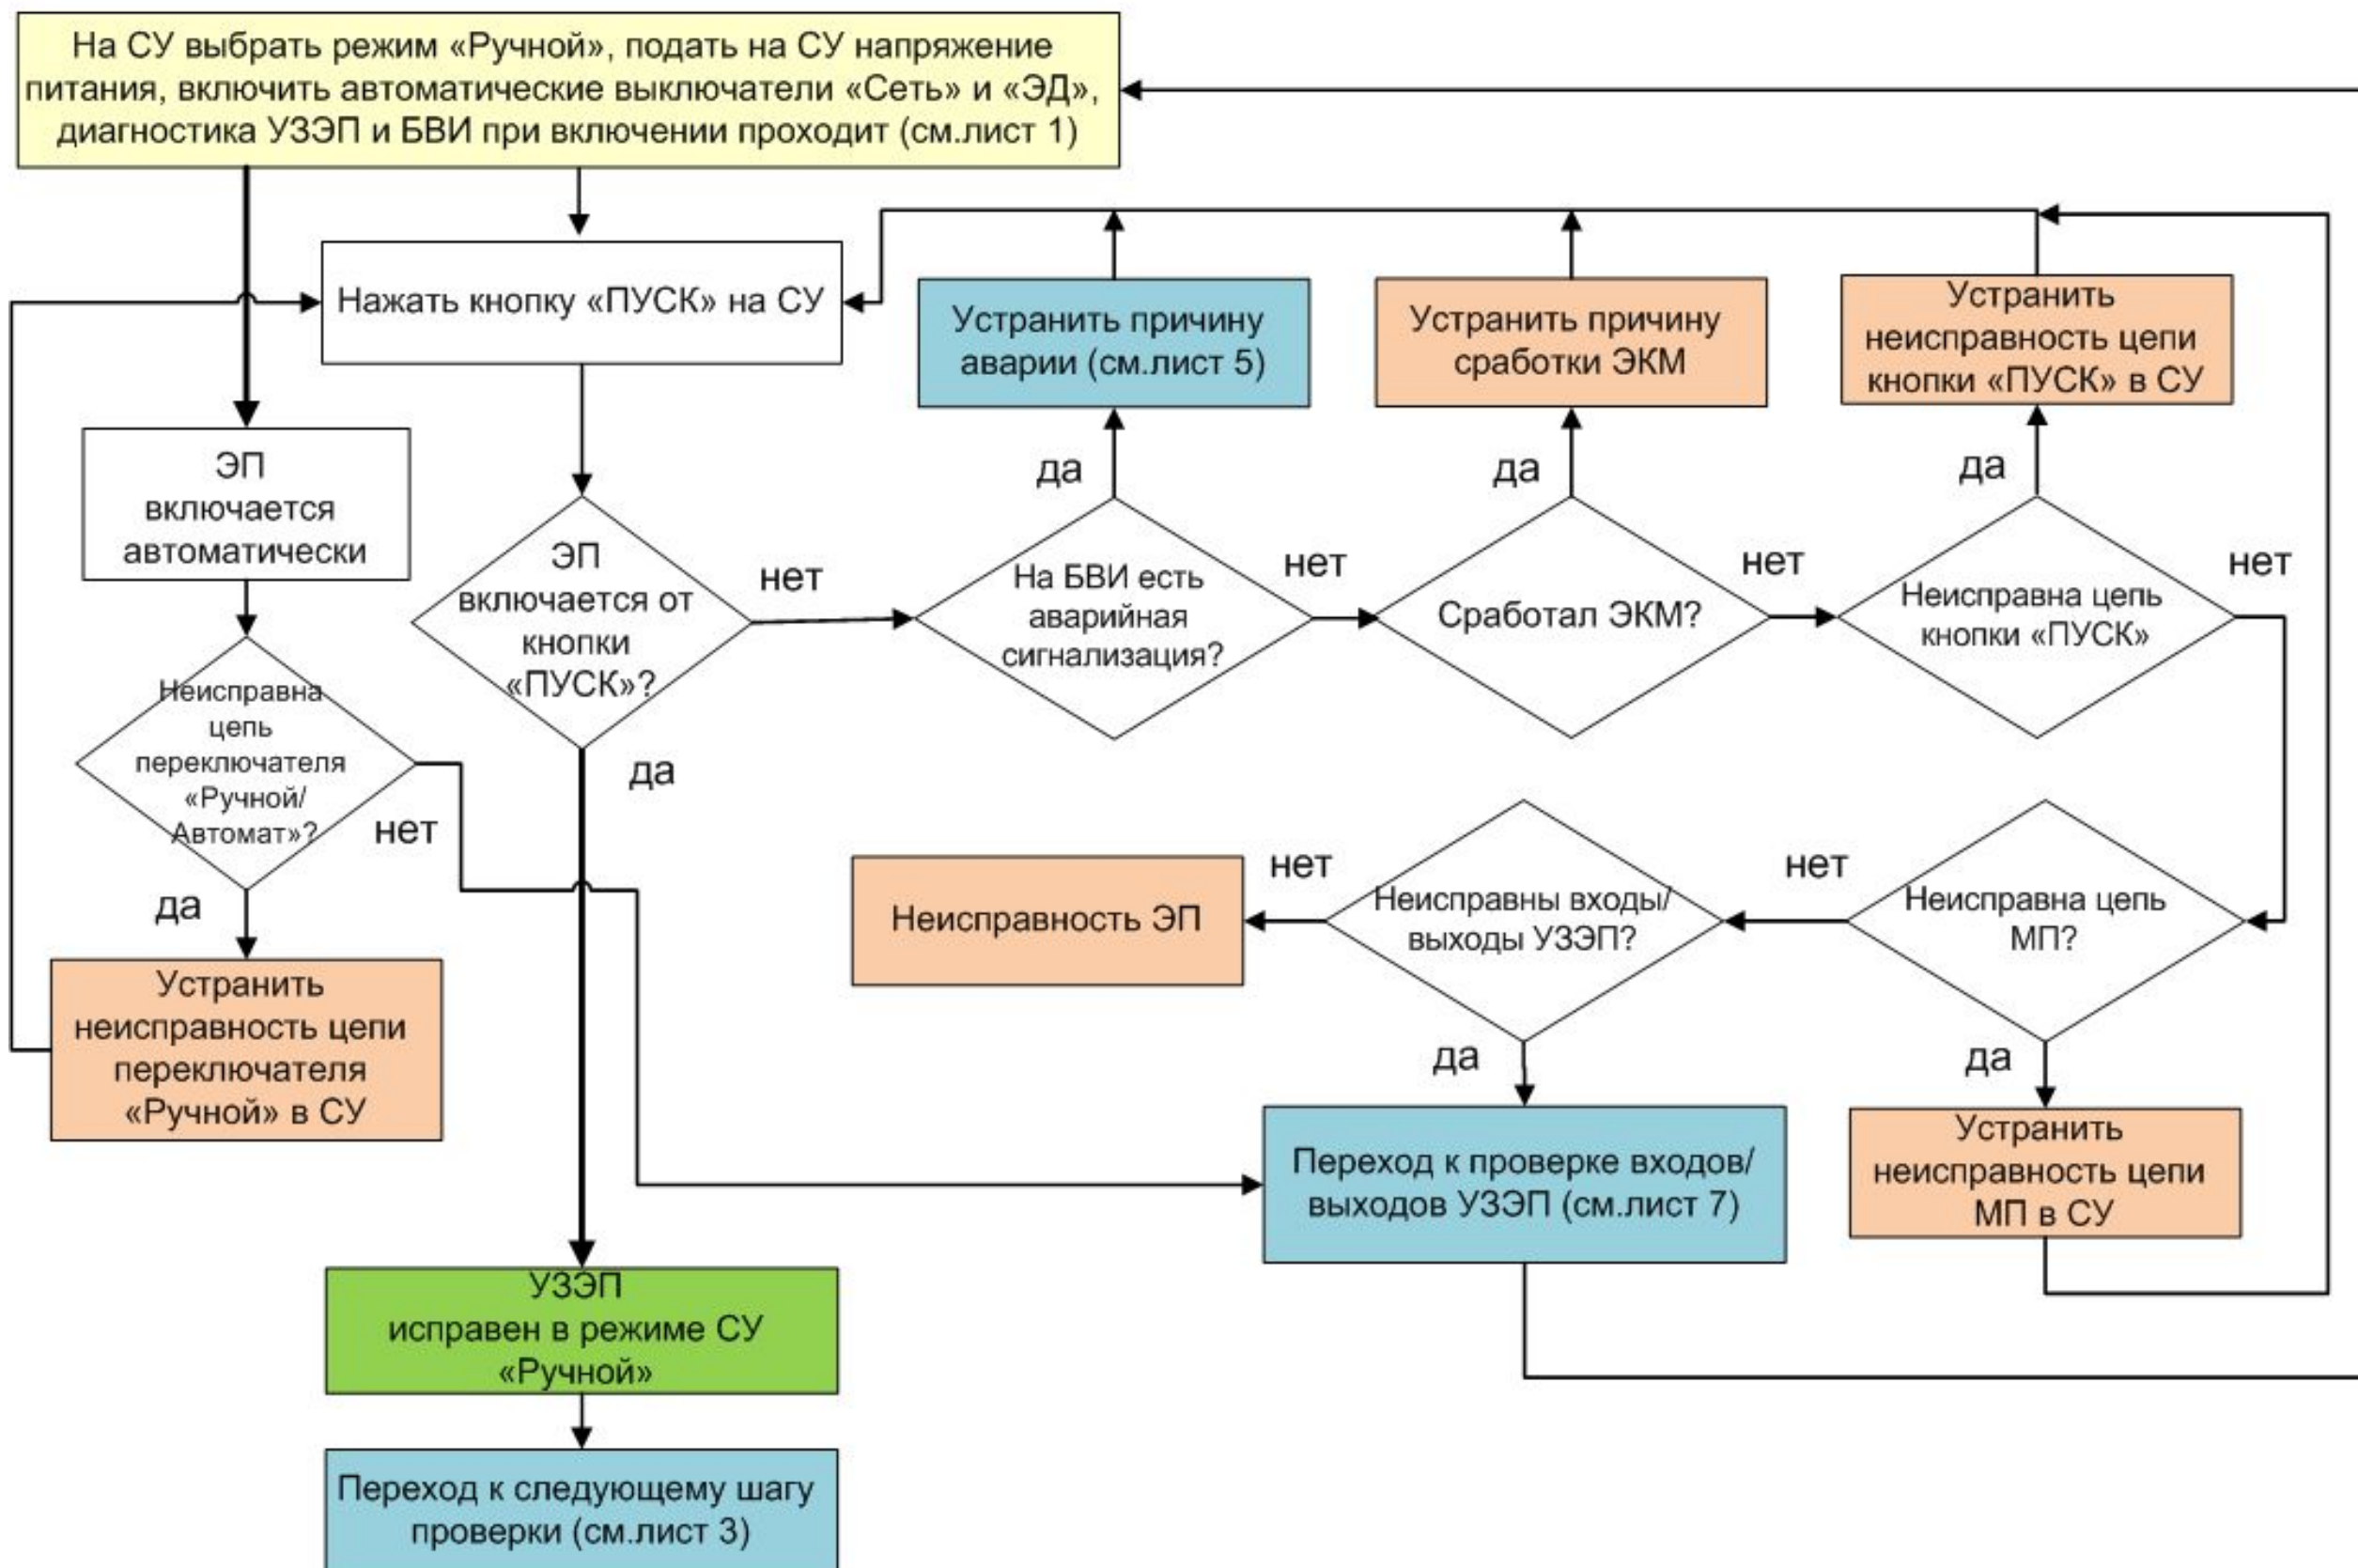 На СУ выбрать режим «Ручной», подать на СУ напряжение
питания, включить автоматические выключатели «Сеть» и «ЭД»,
диагностика УЗЭП и БВИ при включении проходит (см.лист 1)
Нажать кнопку «ПУСК» на СУ
Устранить причину
аварии (см.лист 5)
Устранить причину
сработки ЭКМ
Устранить
неисправность цепи
кнопки «ПУСК» в СУ
да
да
да
ЭП
включается
автоматически
ЭП
включается от
кнопки
«ПУСК»?
нет
На БВИ есть
аварийная
сигнализация?
нет
Сработал ЭКМ?
нет
Неисправна цепь
кнопки «ПУСК»
нет
Неисправна
цепь
переключателя
«Ручной/
Автомат»?
нет
да
да
Неисправность ЭП
нет
Неисправны входы/
выходы УЗЭП?
нет
Неисправна цепь
МП?
да
да
Устранить
неисправность цепи
переключателя
«Ручной» в СУ
Переход к проверке входов/
выходов УЗЭП (см.лист 7)
Устранить
неисправность цепи
МП в СУ
УЗЭП
исправен в режиме СУ
«Ручной»
Переход к следующему шагу
проверки (см.лист 3)